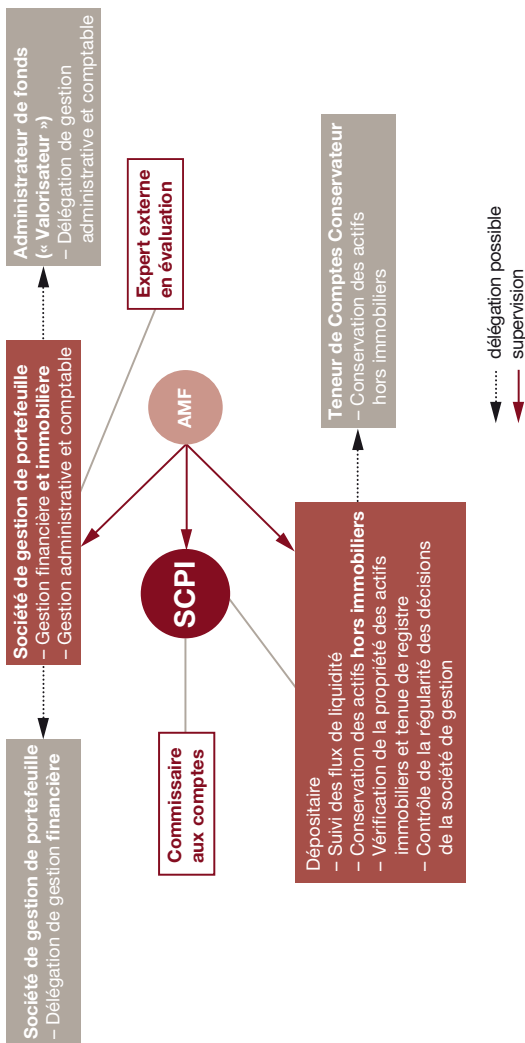 Société de gestion de portefeuille
– Délégation de gestion financière
Société de gestion de portefeuille
– Gestion financière et immobilière
– Gestion administrative et comptable
Administrateur de fonds
(« Valorisateur »)
– Délégation de gestion
administrative et comptable
Commissaire
aux comptes
SCPI
AMF
Expert externe
en évaluation
Dépositaire
– Suivi des flux de liquidité
– Conservation des actifs hors immobiliers
– Vérification de la propriété des actifs
immobiliers et tenue de registre
– Contrôle de la régularité des décisions
de la société de gestion
Teneur de Comptes Conservateur
– Conservation des actifs
hors immobiliers
délégation possible
supervision